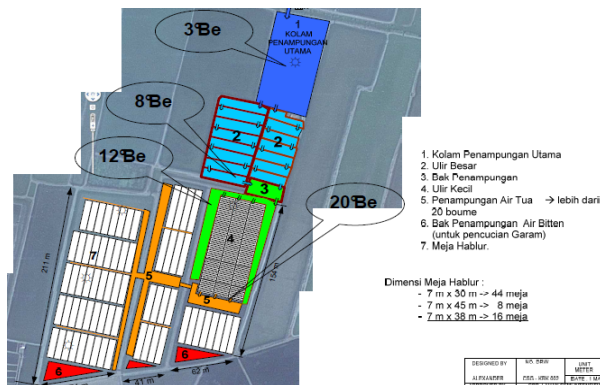 3°Be
1
KOLAM
PENAMPUNGAN
UTAMA
8°Be
2
2
12°Be
3
20°Be
4
211 m
154 m
7
5
5
6
6
41 m
62 m
1. Kolam Penampungan Utama
2. Ulir Besar
3. Bak Penampungan
4. Ulir Kecil
5. Penampungan Air Tua → lebih dari
20 boume
6. Bak Penampungan Air Bitten
(untuk pencucian Garam)
7. Meja Hablur.
Dimensi Meja Hablur :
- 7 m x 30 m -> 44 meja
- 7 m x 45 m -> 8 meja
- 7 m x 38 m -> 16 meja
DESIGNED BY
UNIT
METER
ALEXANDER